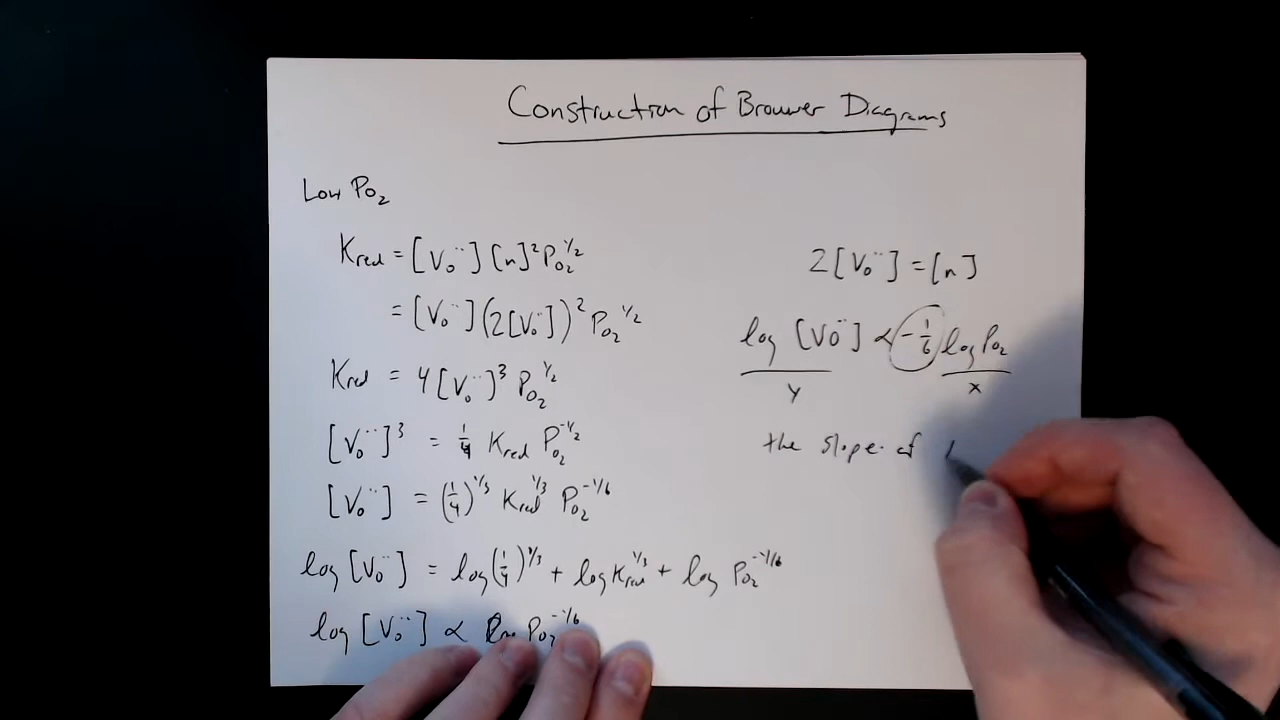 Construction of Brouwer Diagrams
Low Po₂
Kred = [Vo¨] [n]² Po₂^1/2
= [Vo¨] (2[Vo¨])² Po₂^1/2
Kred = 4 [Vo¨]³ Po₂^1/2
[Vo¨]³ = 1/4 Kred Po₂^-1/2
[Vo¨] = (1/4)^1/3 Kred^1/3 Po₂^-1/6
log [Vo¨] = log (1/4)^1/3 + log Kred^1/3 + log Po₂^-1/6
log [Vo¨] ∝ Po₂^-1/6
2[Vo¨] = [n]
log [Vo¨] ∝ -1/6 log Po₂
y x
the slope of